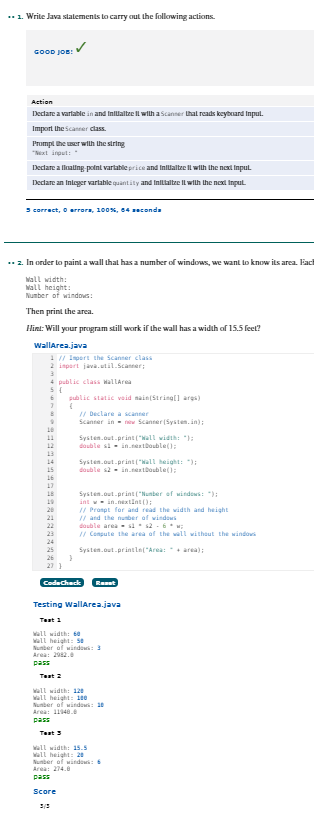 •• 1. Write Java statements to carry out the following actions.
GOOD JOB!
Action
Declare a variable in and initialize it with a Scanner that reads keyboard input.
Import the Scanner class.
Prompt the user with the string
"Next input: "
Declare a floating-point variable price and initialize it with the next input.
Declare an integer variable quantity and initialize it with the next input.
5 correct, 0 errors, 100%, 64 seconds
•• 2. In order to paint a wall that has a number of windows, we want to know its area. Eac
Wall width:
Wall height:
Number of windows:
Then print the area.
Hint: Will your program still work if the wall has a width of 15.5 feet?
WallArea.java
1 // Import the Scanner class
2 import java.util.Scanner;
3
4 public class WallArea
5 {
6 public static void main(String[] args)
7 {
8 // Declare a scanner
9 Scanner in = new Scanner(System.in);
10
11 System.out.print("Wall width: ");
12 double s1 = in.nextDouble();
13
14 System.out.print("Wall height: ");
15 double s2 = in.nextDouble();
16
17
18 System.out.print("Number of windows: ");
19 int w = in.nextInt();
20 // Prompt for and read the width and height
21 // and the number of windows
22 double area = s1 * s2 - 6 * w;
23 // Compute the area of the wall without the windows
24
25 System.out.println("Area: " + area);
26 }
27 }
CodeCheck Reset
Testing WallArea.java
Test 1
Wall width: 60
Wall height: 50
Number of windows: 3
Area: 2982.0
pass
Test 2
Wall width: 120
Wall height: 100
Number of windows: 10
Area: 11940.0
pass
Test 3
Wall width: 15.5
Wall height: 20
Number of windows: 6
Area: 274.0
pass
Score
3/3